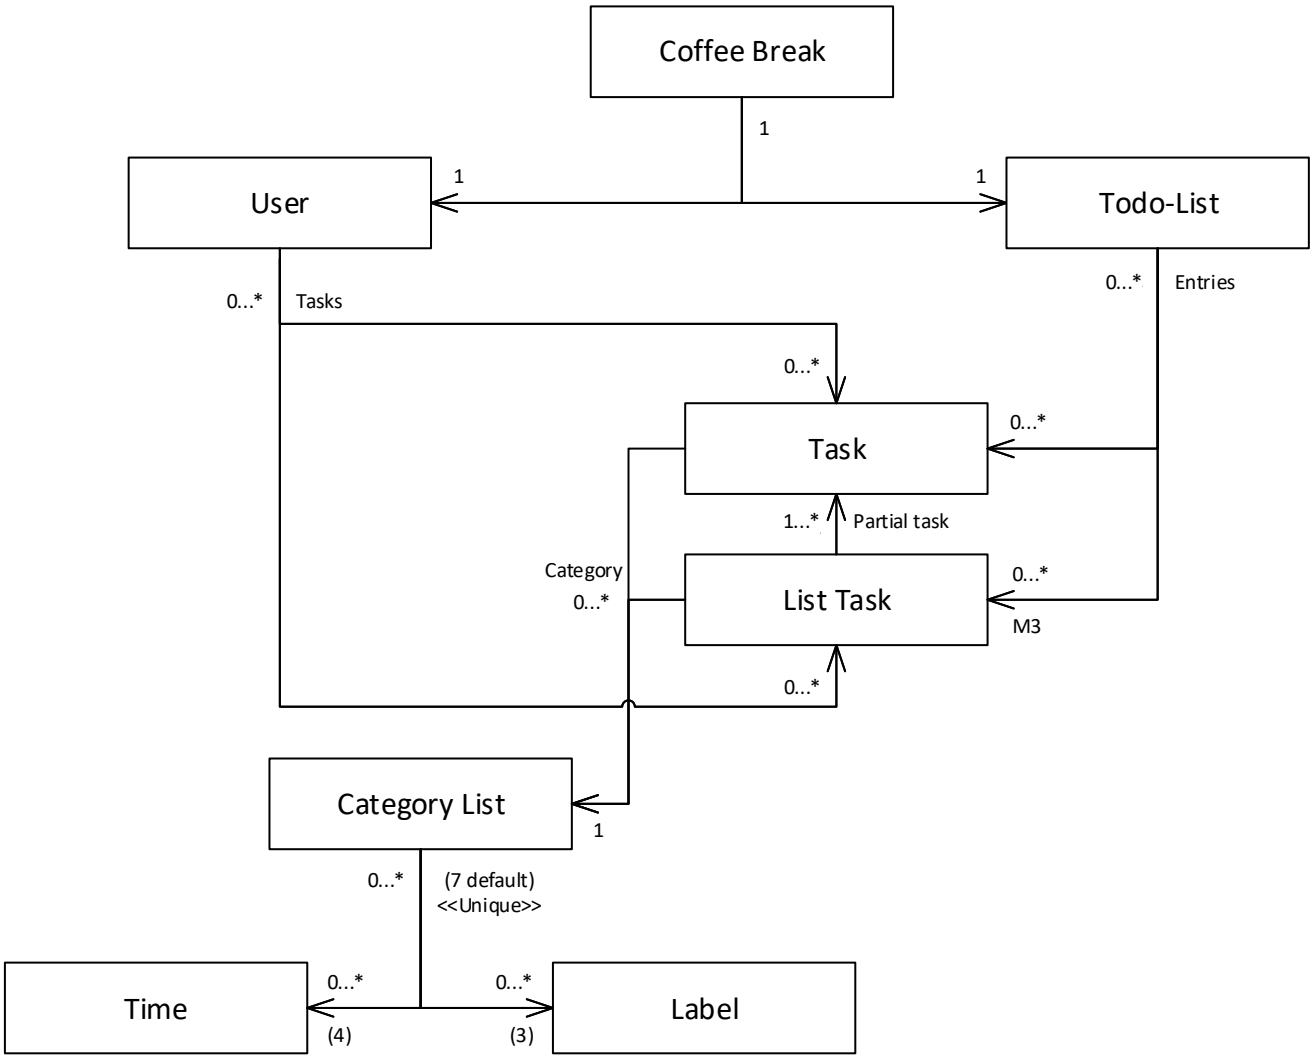 Coffee Break
1
User
1
1
Todo-List
0...*
Tasks
0...*
Entries
0...*
Task
0...*
1...*
Partial task
Category
0...*
List Task
0...*
M3
0...*
Category List
1
0...*
(7 default)
<<Unique>>
Time
0...*
(4)
0...*
(3)
Label